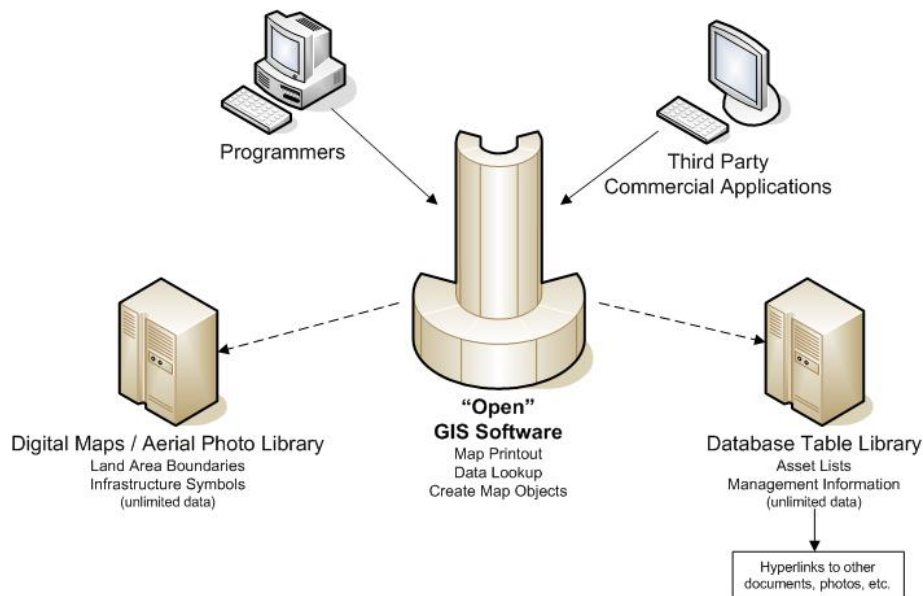 Programmers
Third Party
Commercial Applications
"Open"
GIS Software
Map Printout
Data Lookup
Create Map Objects
Digital Maps / Aerial Photo Library
Land Area Boundaries
Infrastructure Symbols
(unlimited data)
Database Table Library
Asset Lists
Management Information
(unlimited data)
Hyperlinks to other
documents, photos, etc.